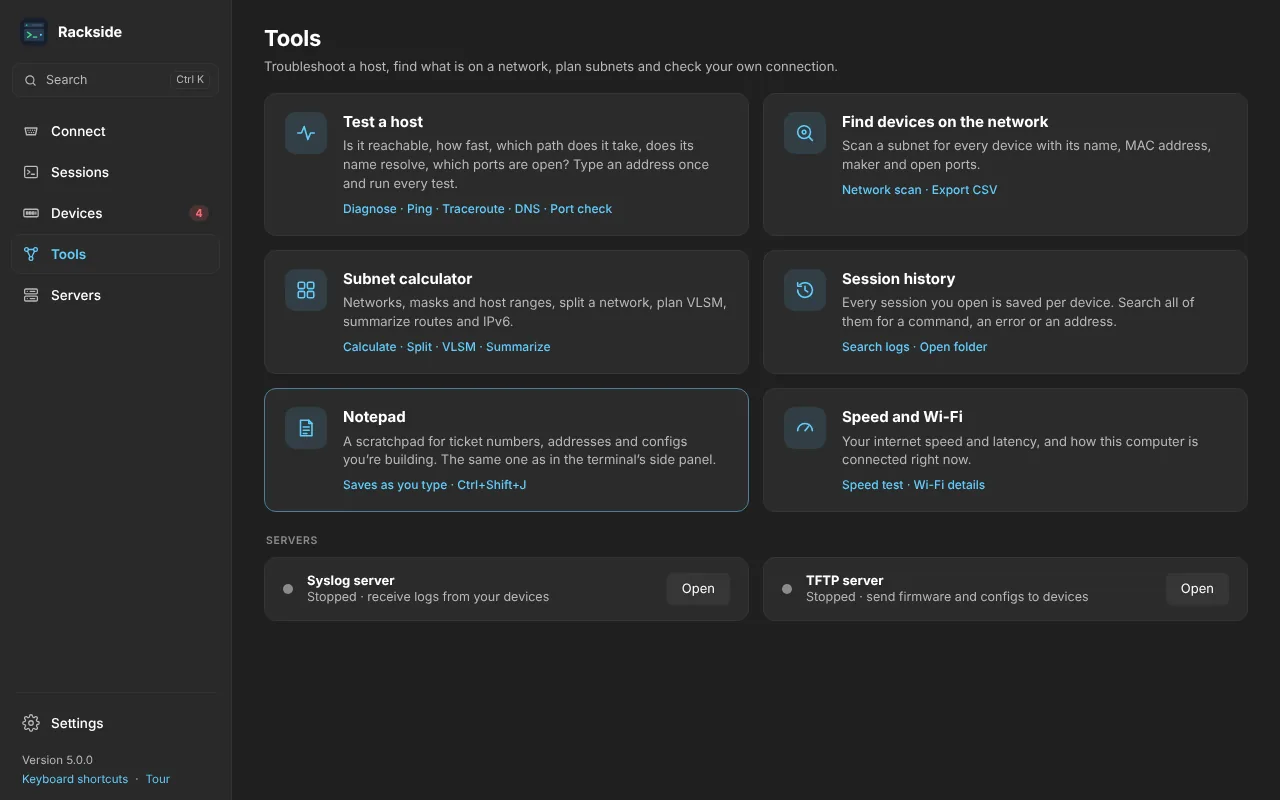 Rackside
Search
Ctrl K
Connect
Sessions
Devices
4
Tools
Servers
Settings
Version 5.0.0
Keyboard shortcuts · Tour
Tools
Troubleshoot a host, find what is on a network, plan subnets and check your own connection.
Test a host
Is it reachable, how fast, which path does it take, does its
name resolve, which ports are open? Type an address once
and run every test.
Diagnose · Ping · Traceroute · DNS · Port check
Find devices on the network
Scan a subnet for every device with its name, MAC address,
maker and open ports.
Network scan · Export CSV
Subnet calculator
Networks, masks and host ranges, split a network, plan VLSM,
summarize routes and IPv6.
Calculate · Split · VLSM · Summarize
Session history
Every session you open is saved per device. Search all of
them for a command, an error or an address.
Search logs · Open folder
Notepad
A scratchpad for ticket numbers, addresses and configs
you’re building. The same one as in the terminal’s side panel.
Saves as you type · Ctrl+Shift+J
Speed and Wi-Fi
Your internet speed and latency, and how this computer is
connected right now.
Speed test · Wi-Fi details
SERVERS
Syslog server
Stopped · receive logs from your devices
Open
TFTP server
Stopped · send firmware and configs to devices
Open